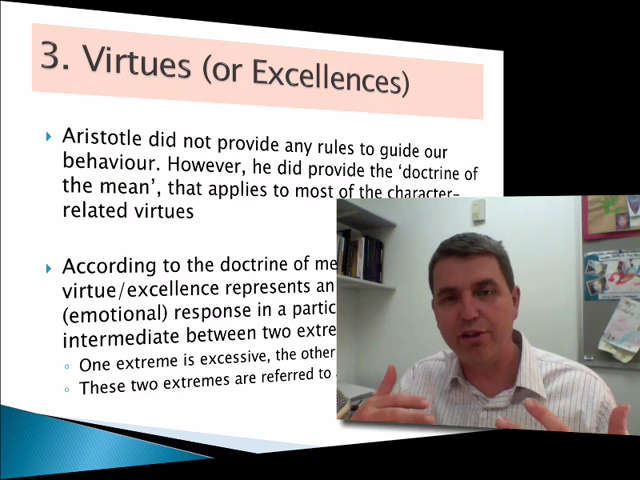 3. Virtues (or Excellences)
Aristotle did not provide any rules to guide our
behaviour. However, he did provide the 'doctrine of
the mean', that applies to most of the character-
related virtues
According to the doctrine of
virtue/excellence represents an
(emotional) response in a
intermediate between two
One extreme is excessive, the other
These two extremes are referred to